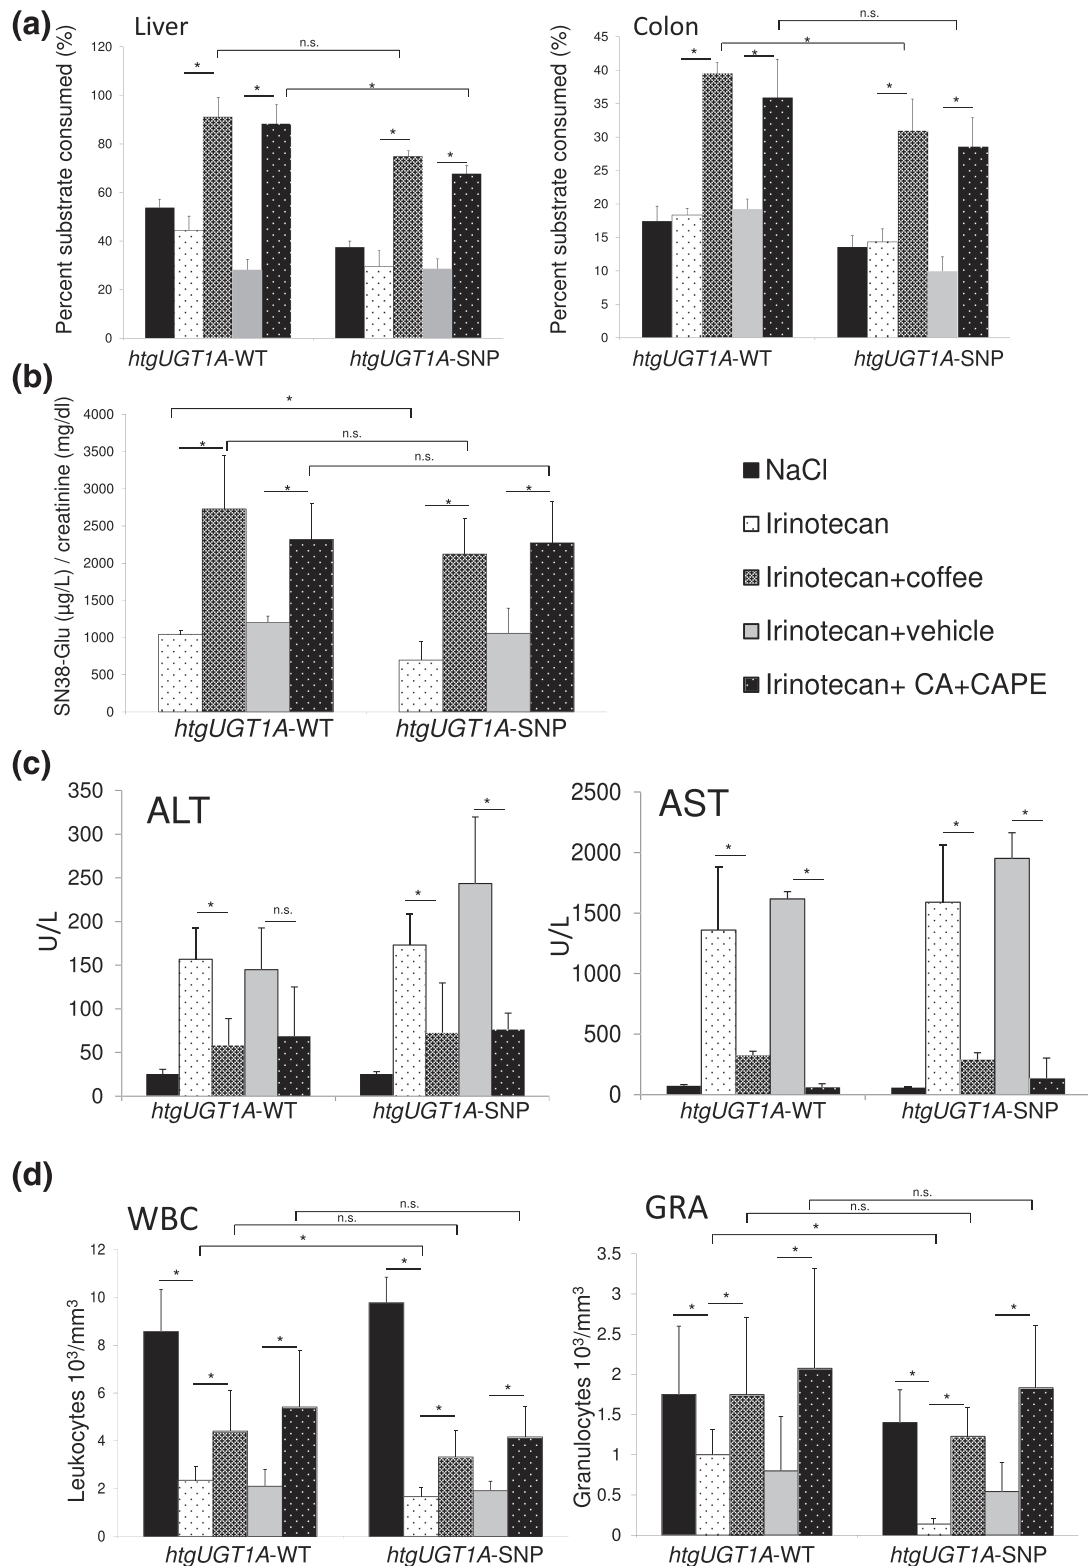 (a)
Liver
Percent substrate consumed (%)
120
100
80
60
40
20
0
n.s.
*
*
*
*
*
htgUGT1A-WT
htgUGT1A-SNP
Colon
Percent substrate consumed (%)
45
40
35
30
25
20
15
10
5
0
n.s.
*
*
*
*
*
htgUGT1A-WT
htgUGT1A-SNP
(b)
SN38-Glu (µg/L) / creatinine (mg/dl)
4000
3500
3000
2500
2000
1500
1000
500
0
*
n.s.
n.s.
*
*
*
*
htgUGT1A-WT
htgUGT1A-SNP
NaCl
Irinotecan
Irinotecan+coffee
Irinotecan+vehicle
Irinotecan+ CA+CAPE
(c)
ALT
U/L
350
300
250
200
150
100
50
0
*
n.s.
*
*
htgUGT1A-WT
htgUGT1A-SNP
AST
U/L
2500
2000
1500
1000
500
0
*
*
*
*
htgUGT1A-WT
htgUGT1A-SNP
(d)
WBC
Leukocytes 10³/mm³
12
10
8
6
4
2
0
n.s.
n.s.
*
*
*
*
*
*
*
htgUGT1A-WT
htgUGT1A-SNP
GRA
Granulocytes 10³/mm³
3.5
3
2.5
2
1.5
1
0.5
0
n.s.
n.s.
*
*
*
*
*
*
*
htgUGT1A-WT
htgUGT1A-SNP